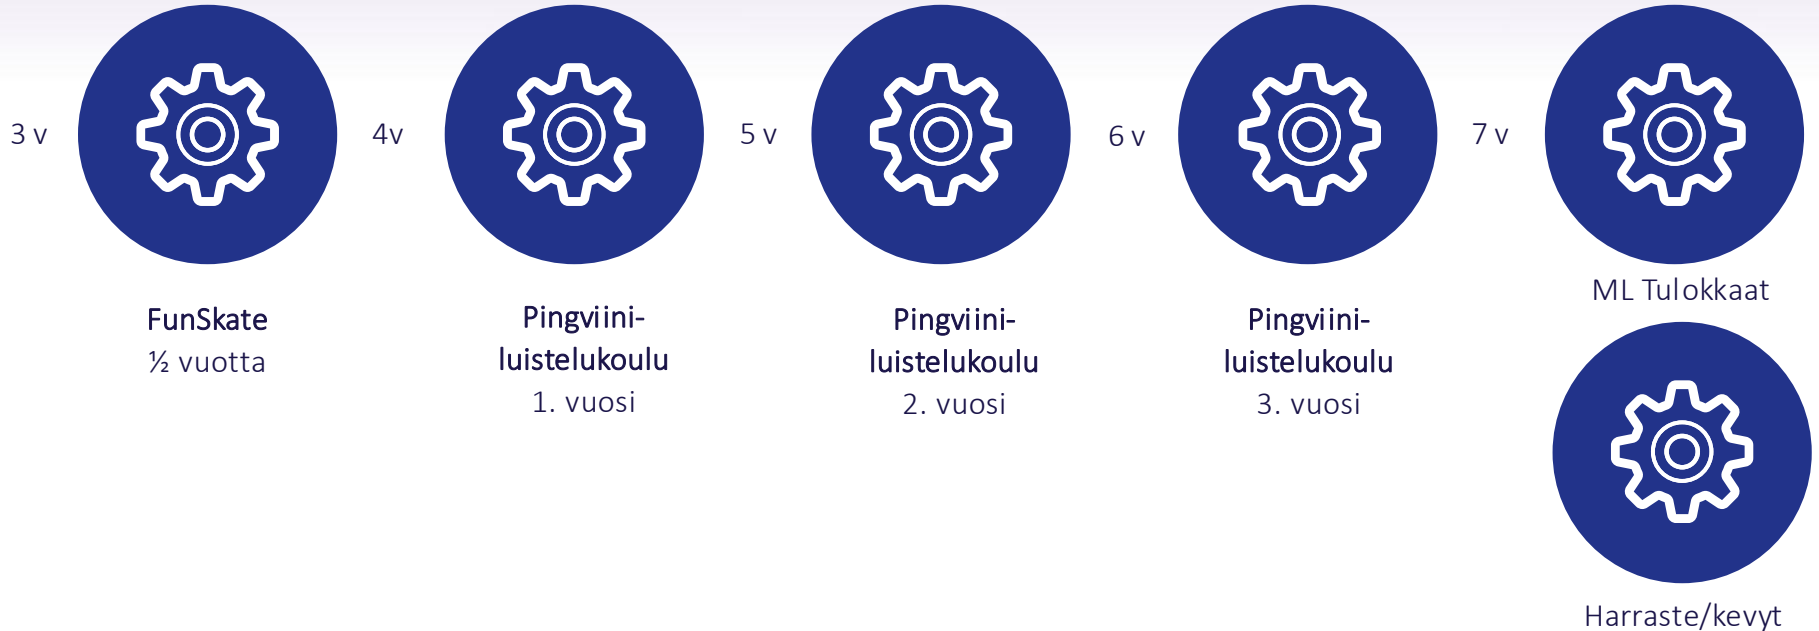 3 v
4v
5 v
6 v
7 v
FunSkate
½ vuotta
Pingviini-
luistelukoulu
1. vuosi
Pingviini-
luistelukoulu
2. vuosi
Pingviini-
luistelukoulu
3. vuosi
ML Tulokkaat
Harraste/kevyt